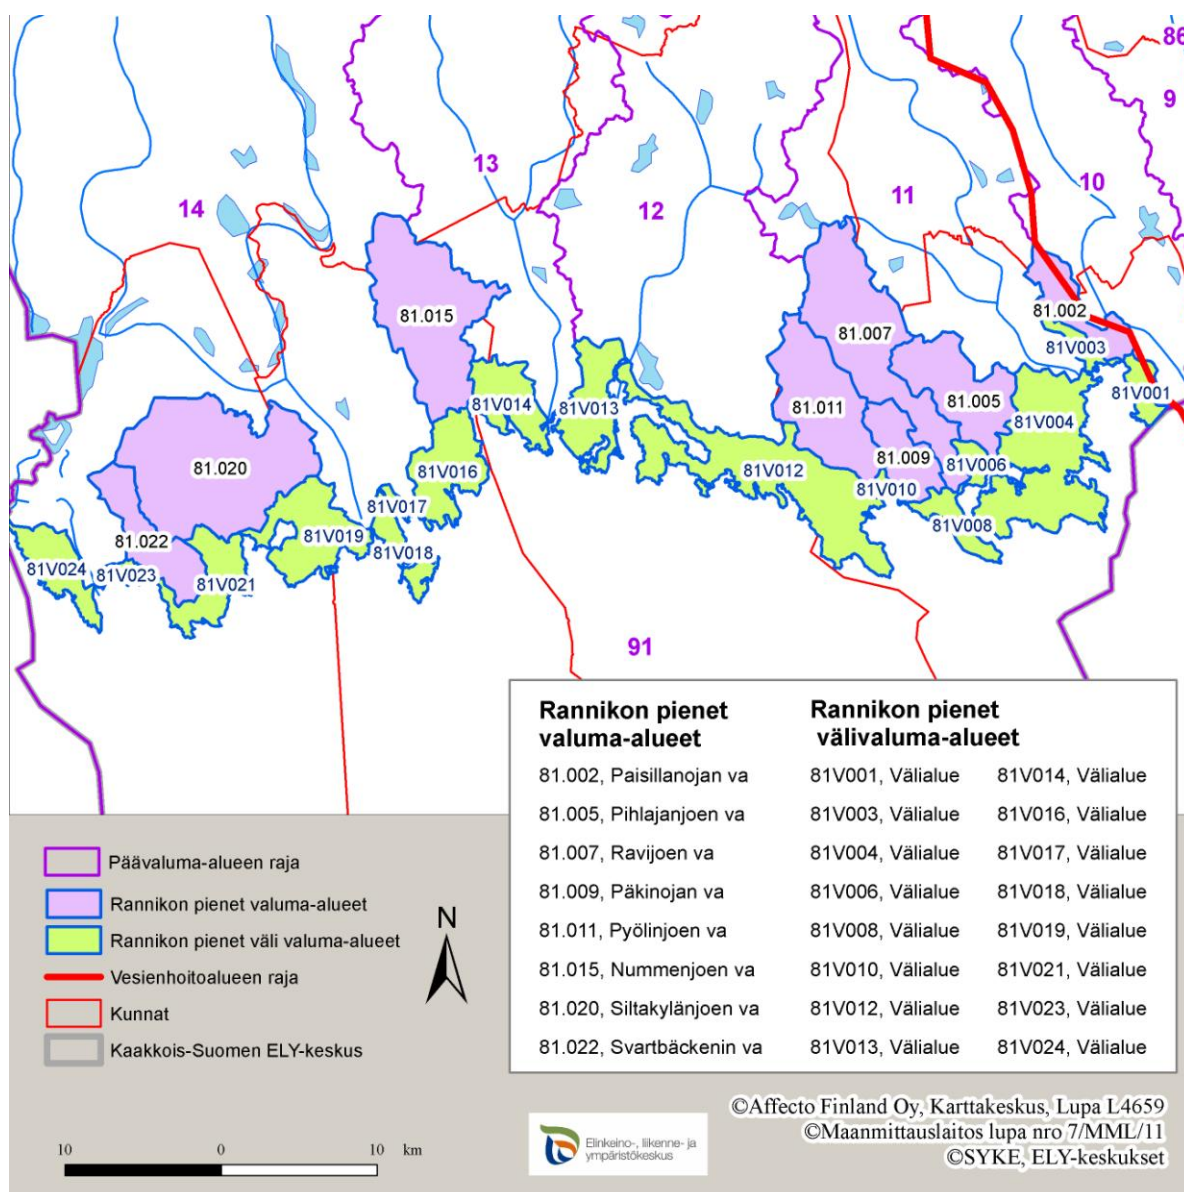 86
9
13
10
14
11
12
81.015
81.002
81.007
81V003
81V001
81V014
81V013
81.011
81.005
81V004
81.020
81V016
81V012
81.009
81V006
81V010
81V017
81V008
81V019
81.022
81V018
81V024
81V023
81V021
91
Rannikon pienet
valuma-alueet
81.002, Paisillanojan va
81.005, Pihlajanjoen va
81.007, Ravijoen va
81.009, Päkinojan va
81.011, Pyölinjoen va
81.015, Nummenjoen va
81.020, Siltakylänjoen va
81.022, Svartbäckenin va
Rannikon pienet
välivaluma-alueet
81V001, Välialue
81V003, Välialue
81V004, Välialue
81V006, Välialue
81V008, Välialue
81V010, Välialue
81V012, Välialue
81V013, Välialue
81V014, Välialue
81V016, Välialue
81V017, Välialue
81V018, Välialue
81V019, Välialue
81V021, Välialue
81V023, Välialue
81V024, Välialue
Päävaluma-alueen raja
Rannikon pienet valuma-alueet
Rannikon pienet väli valuma-alueet
Vesienhoitoalueen raja
Kunnat
Kaakkois-Suomen ELY-keskus
N
10 0 10 km
Elinkeino-, liikenne- ja
ympäristökeskus
©Affecto Finland Oy, Karttakeskus, Lupa L4659
©Maanmittauslaitos lupa nro 7/MML/11
©SYKE, ELY-keskukset